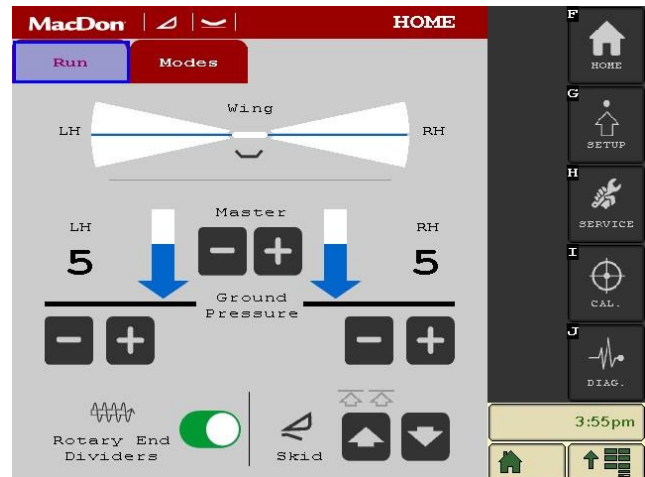 MacDon HOME
Run Modes
Wing
LH RH
Master
LH RH
5 5
Ground
Pressure
Rotary End
Dividers
Skid
F
HOME
G
SETUP
H
SERVICE
I
CAL.
J
DIAG.
3:55pm